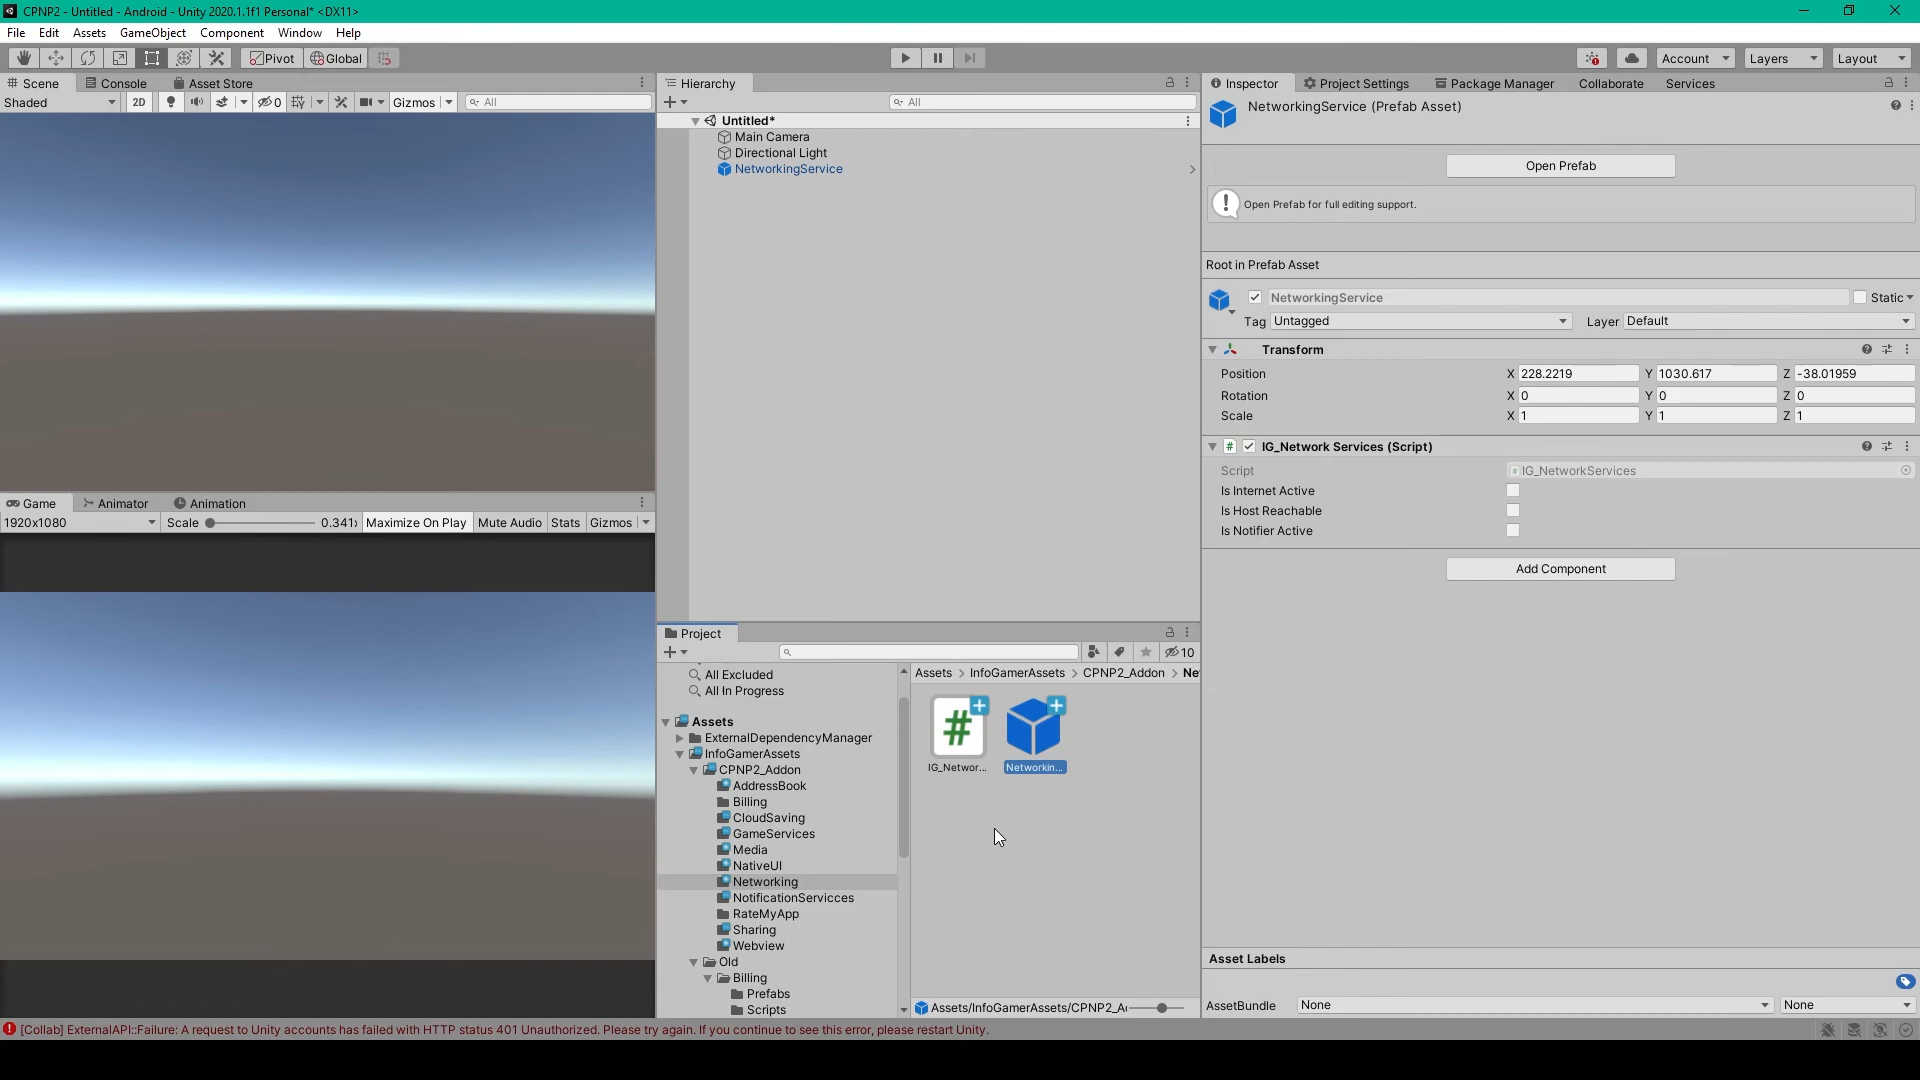 CPNP2 - Untitled - Android - Unity 2020.1.1f1 Personal* <DX11>
File Edit Assets GameObject Component Window Help
Pivot Global Account Layers Layout
Scene Console Asset Store
Shaded 2D 0 Gizmos All
Game Animator Animation
1920x1080 Scale 0.341 Maximize On Play Mute Audio Stats Gizmos
Hierarchy
All
Untitled*
Main Camera
Directional Light
NetworkingService
Project
10
All Excluded
All In Progress
Assets
ExternalDependencyManager
InfoGamerAssets
CPNP2_Addon
AddressBook
Billing
CloudSaving
GameServices
Media
NativeUI
Networking
NotificationServicces
RateMyApp
Sharing
Webview
Old
Billing
Prefabs
Scripts
Assets > InfoGamerAssets > CPNP2_Addon > Ne
IG_Networ... Networkin...
Assets/InfoGamerAssets/CPNP2_A
Inspector Project Settings Package Manager Collaborate Services
NetworkingService (Prefab Asset)
Open Prefab
Open Prefab for full editing support.
Root in Prefab Asset
NetworkingService Static
Tag Untagged Layer Default
Transform
Position X 228.2219 Y 1030.617 Z -38.01959
Rotation X 0 Y 0 Z 0
Scale X 1 Y 1 Z 1
# IG_Network Services (Script)
Script IG_NetworkServices
Is Internet Active
Is Host Reachable
Is Notifier Active
Add Component
Asset Labels
AssetBundle None None
[Collab] ExternalAPI::Failure: A request to Unity accounts has failed with HTTP status 401 Unauthorized. Please try again. If you continue to see this error, please restart Unity.